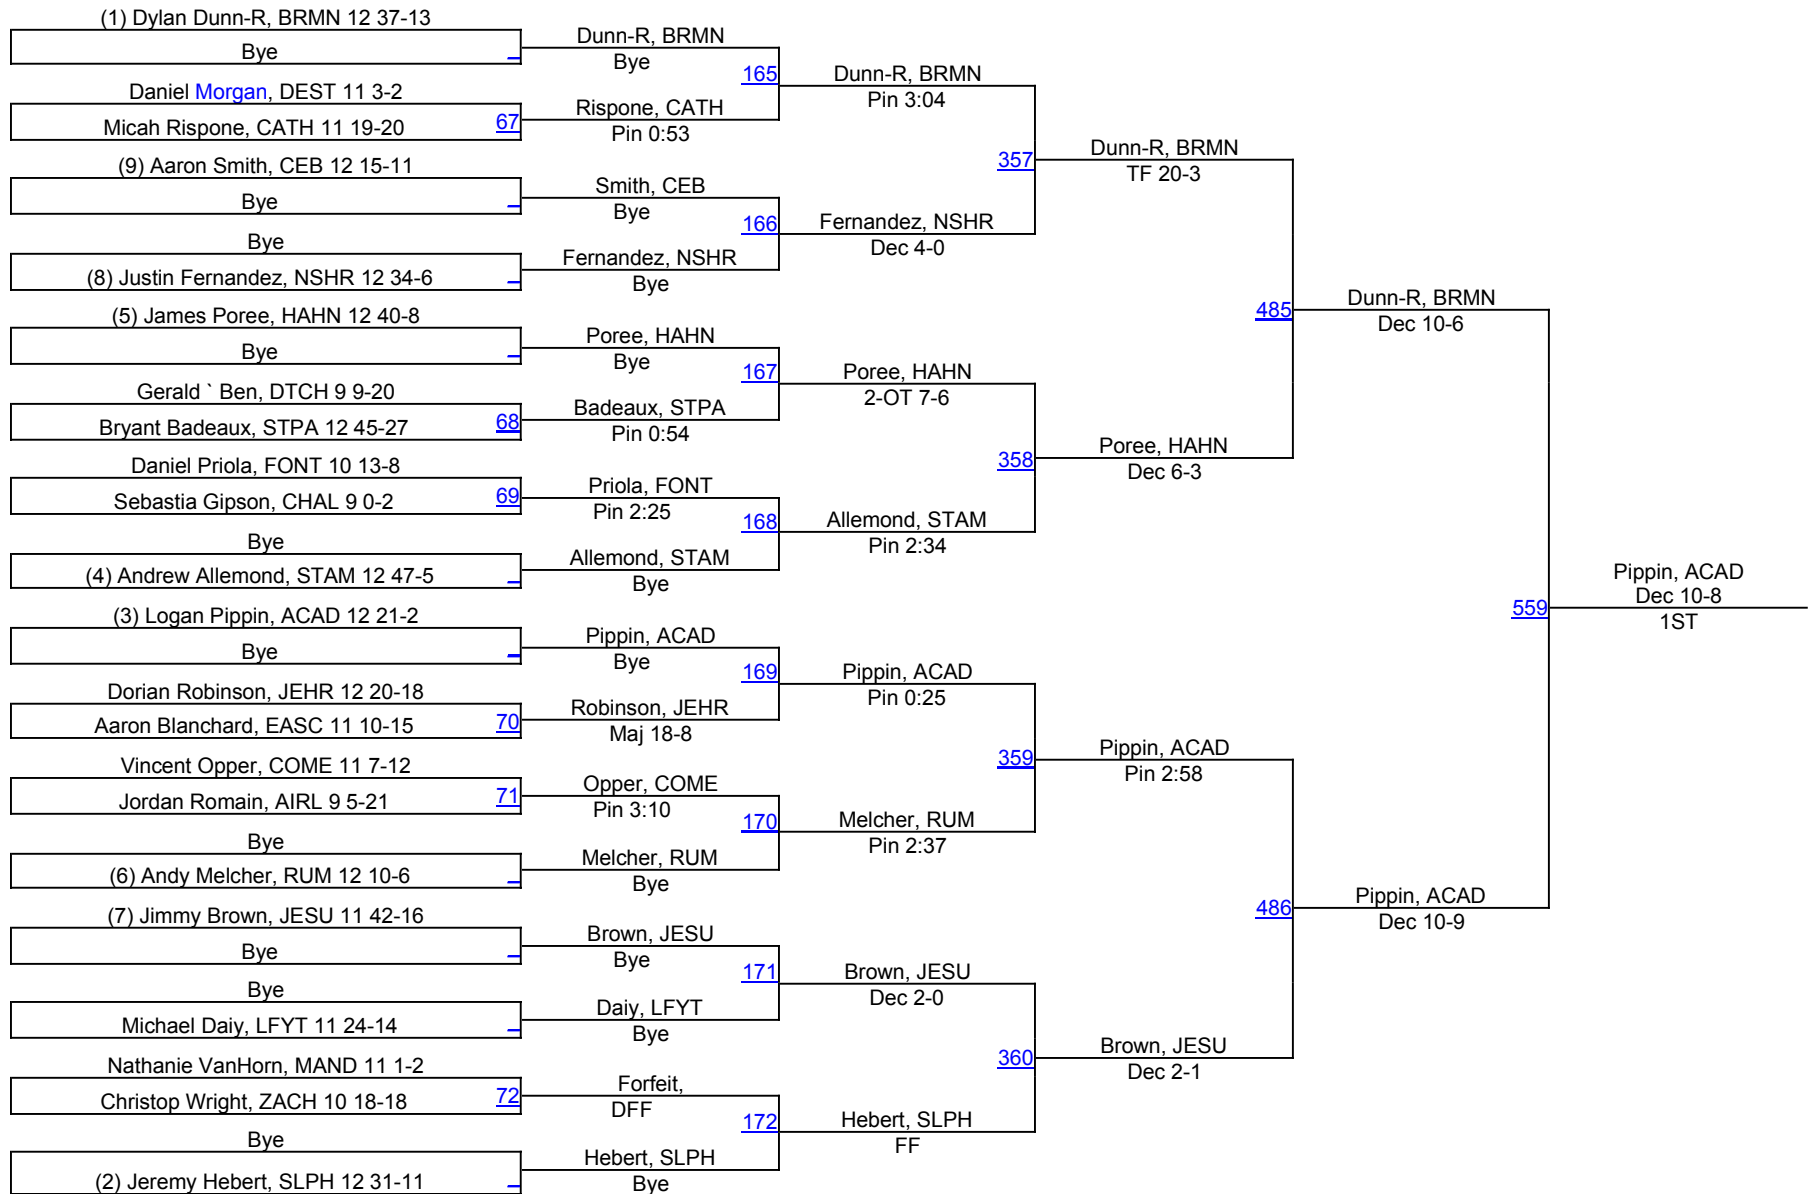 (1) Dylan Dunn-R, BRMN 12 37-13
Bye
Daniel Morgan, DEST 11 3-2
Micah Rispone, CATH 11 19-20
67
(9) Aaron Smith, CEB 12 15-11
Bye
Bye
(8) Justin Fernandez, NSHR 12 34-6
(5) James Poree, HAHN 12 40-8
Bye
Gerald ` Ben, DTCH 9 9-20
Bryant Badeaux, STPA 12 45-27
68
Daniel Priola, FONT 10 13-8
Sebastia Gipson, CHAL 9 0-2
69
Bye
(4) Andrew Allemond, STAM 12 47-5
(3) Logan Pippin, ACAD 12 21-2
Bye
Dorian Robinson, JEHR 12 20-18
Aaron Blanchard, EASC 11 10-15
70
Vincent Opper, COME 11 7-12
Jordan Romain, AIRL 9 5-21
71
Bye
(6) Andy Melcher, RUM 12 10-6
(7) Jimmy Brown, JESU 11 42-16
Bye
Bye
Michael Daiy, LFYT 11 24-14
Nathanie VanHorn, MAND 11 1-2
Christop Wright, ZACH 10 18-18
72
Bye
(2) Jeremy Hebert, SLPH 12 31-11
Dunn-R, BRMN
Bye
165
Rispone, CATH
Pin 0:53
Smith, CEB
Bye
166
Fernandez, NSHR
Bye
Poree, HAHN
Bye
167
Badeaux, STPA
Pin 0:54
Priola, FONT
Pin 2:25
168
Allemond, STAM
Bye
Pippin, ACAD
Bye
169
Robinson, JEHR
Maj 18-8
Opper, COME
Pin 3:10
170
Melcher, RUM
Bye
Brown, JESU
Bye
171
Daiy, LFYT
Bye
Forfeit,
DFF
172
Hebert, SLPH
Bye
Dunn-R, BRMN
Pin 3:04
357
Fernandez, NSHR
Dec 4-0
Poree, HAHN
2-OT 7-6
358
Allemond, STAM
Pin 2:34
Pippin, ACAD
Pin 0:25
359
Melcher, RUM
Pin 2:37
Brown, JESU
Dec 2-0
360
Hebert, SLPH
FF
Dunn-R, BRMN
TF 20-3
485
Poree, HAHN
Dec 6-3
Pippin, ACAD
Pin 2:58
486
Brown, JESU
Dec 2-1
Dunn-R, BRMN
Dec 10-6
559
Pippin, ACAD
Dec 10-9
Pippin, ACAD
Dec 10-8
1ST